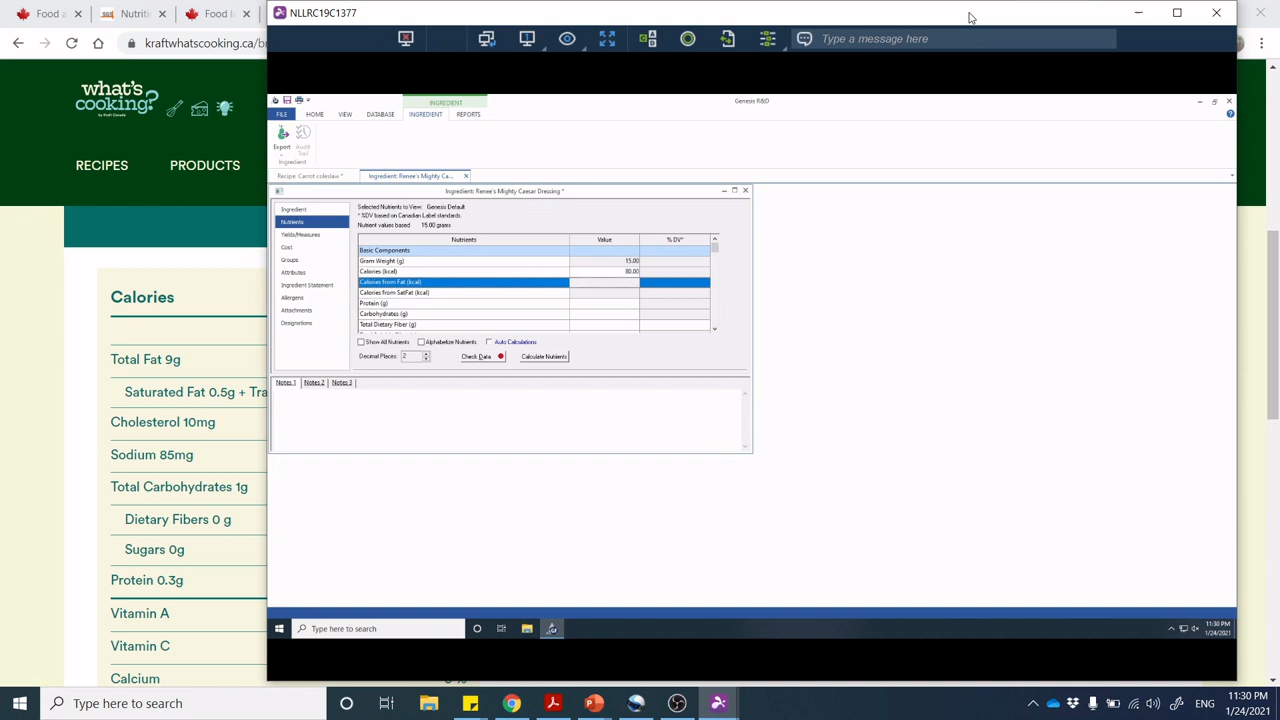 Food
Nutriti
Food
NLLRC19C1377
Type a message here
kraftwhatscooking.ca/b
what's
cooking?
by Kraft Canada
RECIPES
PRODUCTS
INGREDIENT
Genesis R&D
FILE
HOME
VIEW
DATABASE
INGREDIENT
REPORTS
Export
Audit
Trail
Ingredient
Recipe: Carrot coleslaw *
Ingredient: Renee's Mighty Ca...
Ingredient: Renee's Mighty Caesar Dressing *
Ingredient
Nutrients
Yields/Measures
Cost
Groups
Attributes
Ingredient Statement
Allergens
Attachments
Designations
Selected Nutrients to View: Genesis Default
* %DV based on Canadian Label standards.
Nutrient values based 15.00 grams
Nutrients Value % DV*
Basic Components
Gram Weight (g) 15.00
Calories (kcal) 80.00
Calories from Fat (kcal)
Calories from SatFat (kcal)
Protein (g)
Carbohydrates (g)
Total Dietary Fiber (g)
Show All Nutrients Alphabetize Nutrients Auto Calculations
Decimal Places: 2 Check Data Calculate Nutrients
Notes 1 Notes 2 Notes 3
Calories
Total Fat 9g
Saturated Fat 0.5g + Tra
Cholesterol 10mg
Sodium 85mg
Total Carbohydrates 1g
Dietary Fibers 0 g
Sugars 0g
Protein 0.3g
Vitamin A
Vitamin C
Calcium
Type here to search
11:30 PM
1/24/2021
Type here to search
ENG
11:30 PM
1/24/2021